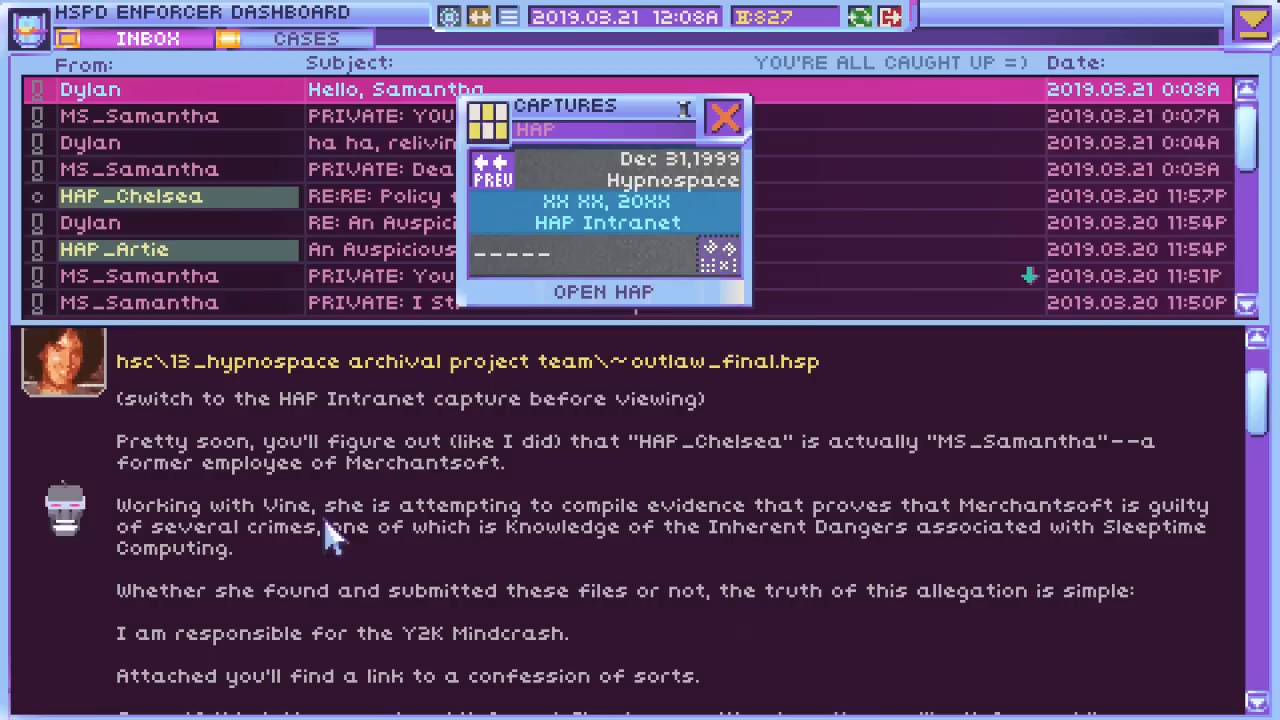 HSPD ENFORCER DASHBOARD
2019.03.21 12:08A
:827
INBOX
CASES
From:
Subject:
YOU'RE ALL CAUGHT UP =)
Date:
Dylan
Hello, Samantha
2019.03.21 0:08A
MS_Samantha
PRIVATE: YOU
2019.03.21 0:07A
Dylan
ha ha, relivin
2019.03.21 0:04A
MS_Samantha
PRIVATE: Dea
2019.03.21 0:03A
HAP_Chelsea
RE:RE: Policy
2019.03.20 11:57P
Dylan
RE: An Auspici
2019.03.20 11:54P
HAP_Artie
An Auspicious
2019.03.20 11:54P
MS_Samantha
PRIVATE: You
2019.03.20 11:51P
MS_Samantha
PRIVATE: I St
2019.03.20 11:50P
CAPTURES
HAP
PREV
Dec 31,1999
Hypnospace
XX XX, 20XX
HAP Intranet
-----
OPEN HAP
hsc\13_hypnospace archival project team\~outlaw_final.hsp
(switch to the HAP Intranet capture before viewing)
Pretty soon, you'll figure out (like I did) that "HAP_Chelsea" is actually "MS_Samantha"--a
former employee of Merchantsoft.
Working with Vine, she is attempting to compile evidence that proves that Merchantsoft is guilty
of several crimes, one of which is Knowledge of the Inherent Dangers associated with Sleeptime
Computing.
Whether she found and submitted these files or not, the truth of this allegation is simple:
I am responsible for the Y2K Mindcrash.
Attached you'll find a link to a confession of sorts.